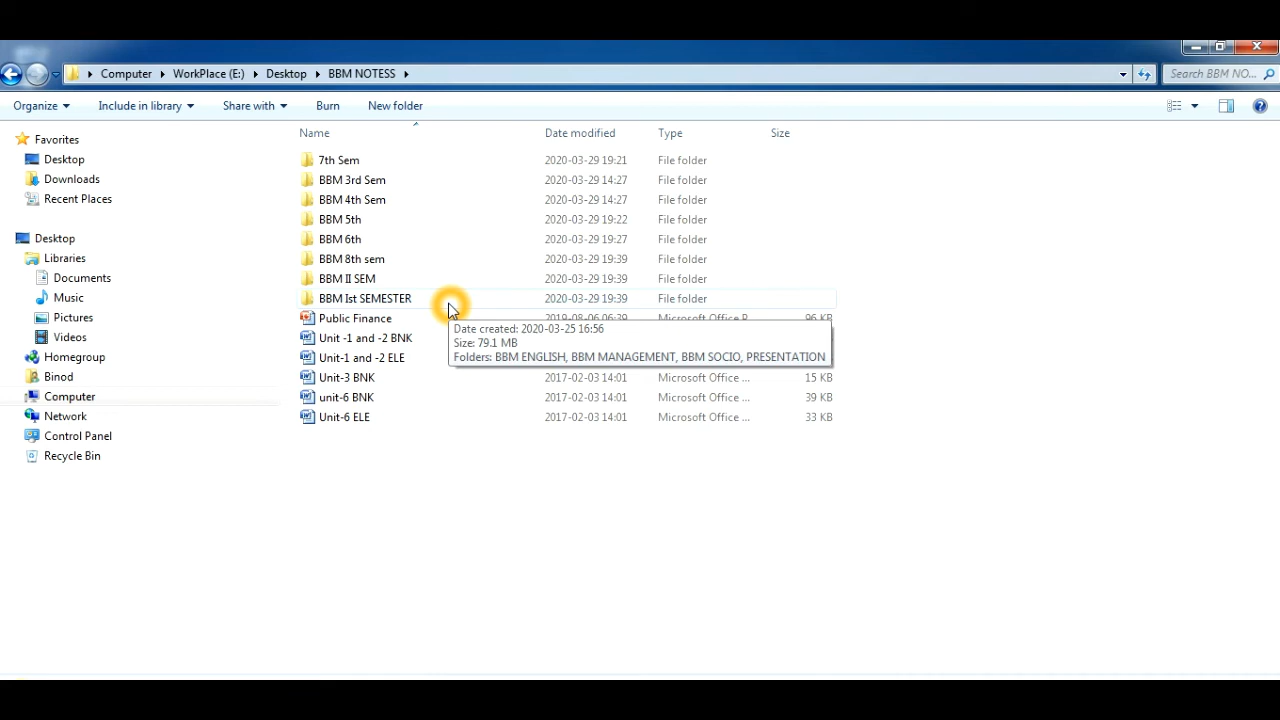 Computer WorkPlace (E:) Desktop BBM NOTESS
Search BBM NO...
Organize Include in library Share with Burn New folder
Name Date modified Type Size
Favorites
Desktop
Downloads
Recent Places
Desktop
Libraries
Documents
Music
Pictures
Videos
Homegroup
Binod
Computer
Network
Control Panel
Recycle Bin
7th Sem 2020-03-29 19:21 File folder
BBM 3rd Sem 2020-03-29 14:27 File folder
BBM 4th Sem 2020-03-29 14:27 File folder
BBM 5th 2020-03-29 19:22 File folder
BBM 6th 2020-03-29 19:27 File folder
BBM 8th sem 2020-03-29 19:39 File folder
BBM II SEM 2020-03-29 19:39 File folder
BBM Ist SEMESTER 2020-03-29 19:39 File folder
Public Finance 2019-08-06 06:39 Microsoft Office P... 96 KB
Unit -1 and -2 BNK
Unit-1 and -2 ELE
Unit-3 BNK 2017-02-03 14:01 Microsoft Office ... 15 KB
unit-6 BNK 2017-02-03 14:01 Microsoft Office ... 39 KB
Unit-6 ELE 2017-02-03 14:01 Microsoft Office ... 33 KB
Date created: 2020-03-25 16:56
Size: 79.1 MB
Folders: BBM ENGLISH, BBM MANAGEMENT, BBM SOCIO, PRESENTATION